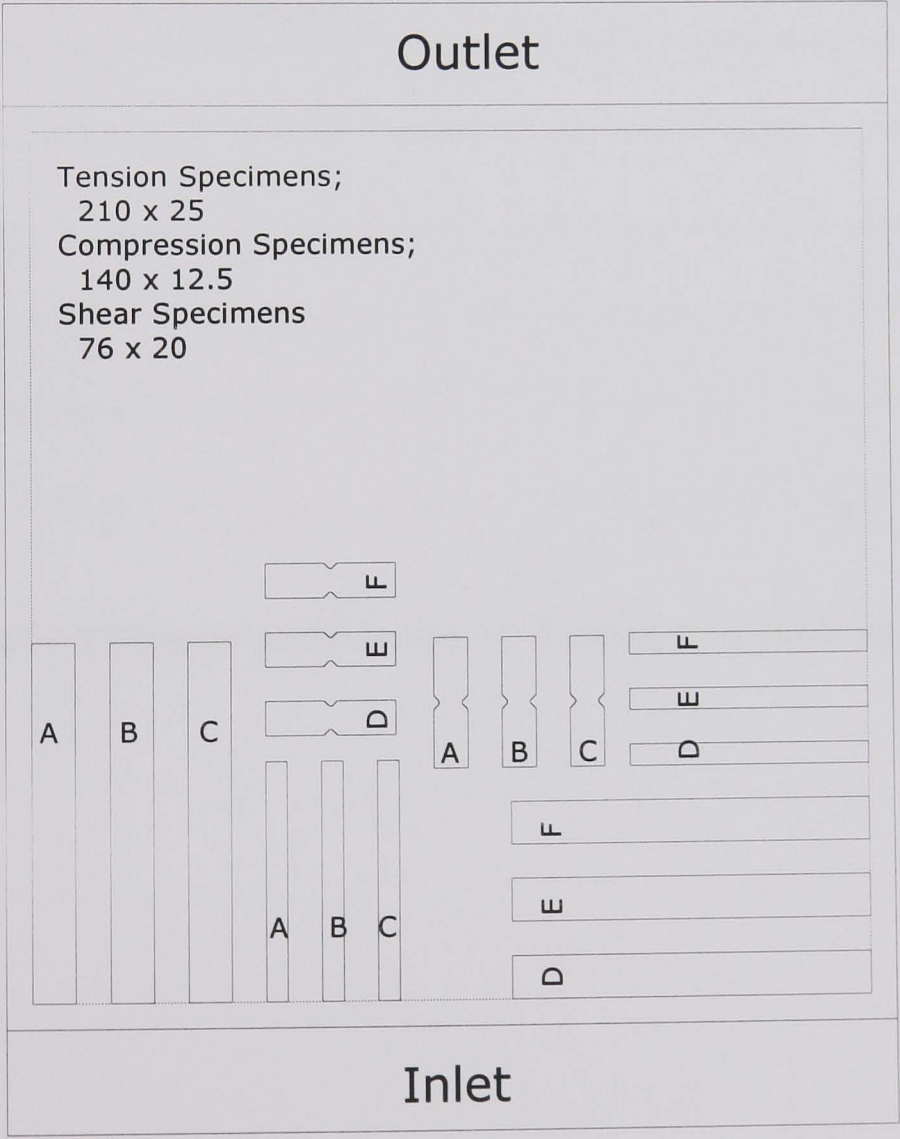 Outlet
Tension Specimens;
210 x 25
Compression Specimens;
140 x 12.5
Shear Specimens
76 x 20
F
E
D
A B C
A B C
F
E
D
A B C
F
E
D
Inlet